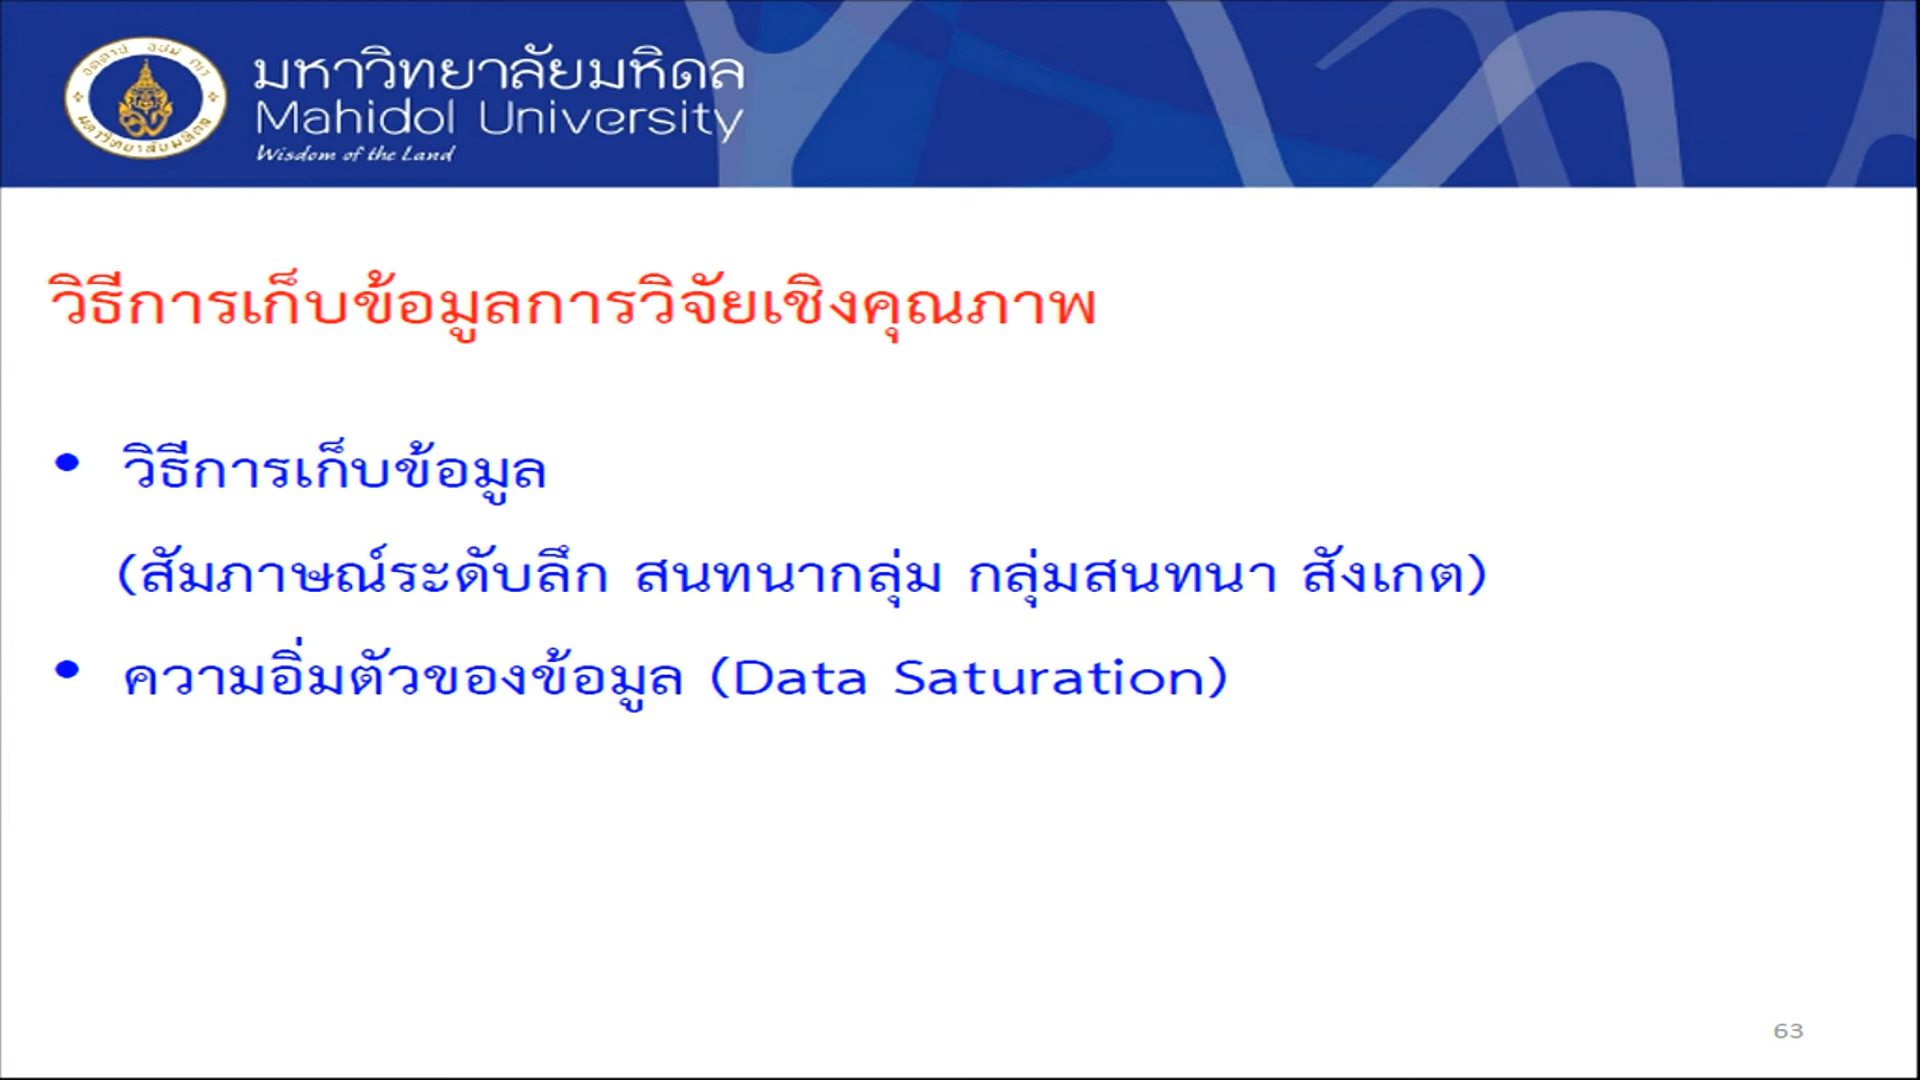 มหาวิทยาลัยมหิดล
Mahidol University
Wisdom of the Land
วิธีการเก็บข้อมูลการวิจัยเชิงคุณภาพ
• วิธีการเก็บข้อมูล
(สัมภาษณ์ระดับลึก สนทนากลุ่ม กลุ่มสนทนา สังเกต)
• ความอิ่มตัวของข้อมูล (Data Saturation)
63